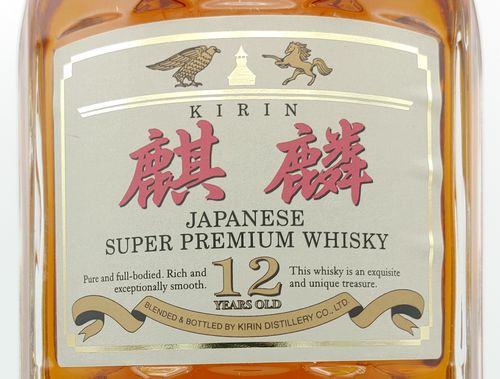 KIRIN
麒麟
JAPANESE
SUPER PREMIUM WHISKY
Pure and full-bodied. Rich and
exceptionally smooth.
12
YEARS OLD
This whisky is an exquisite
and unique treasure.
BLENDED & BOTTLED BY KIRIN DISTILLERY CO., LTD.